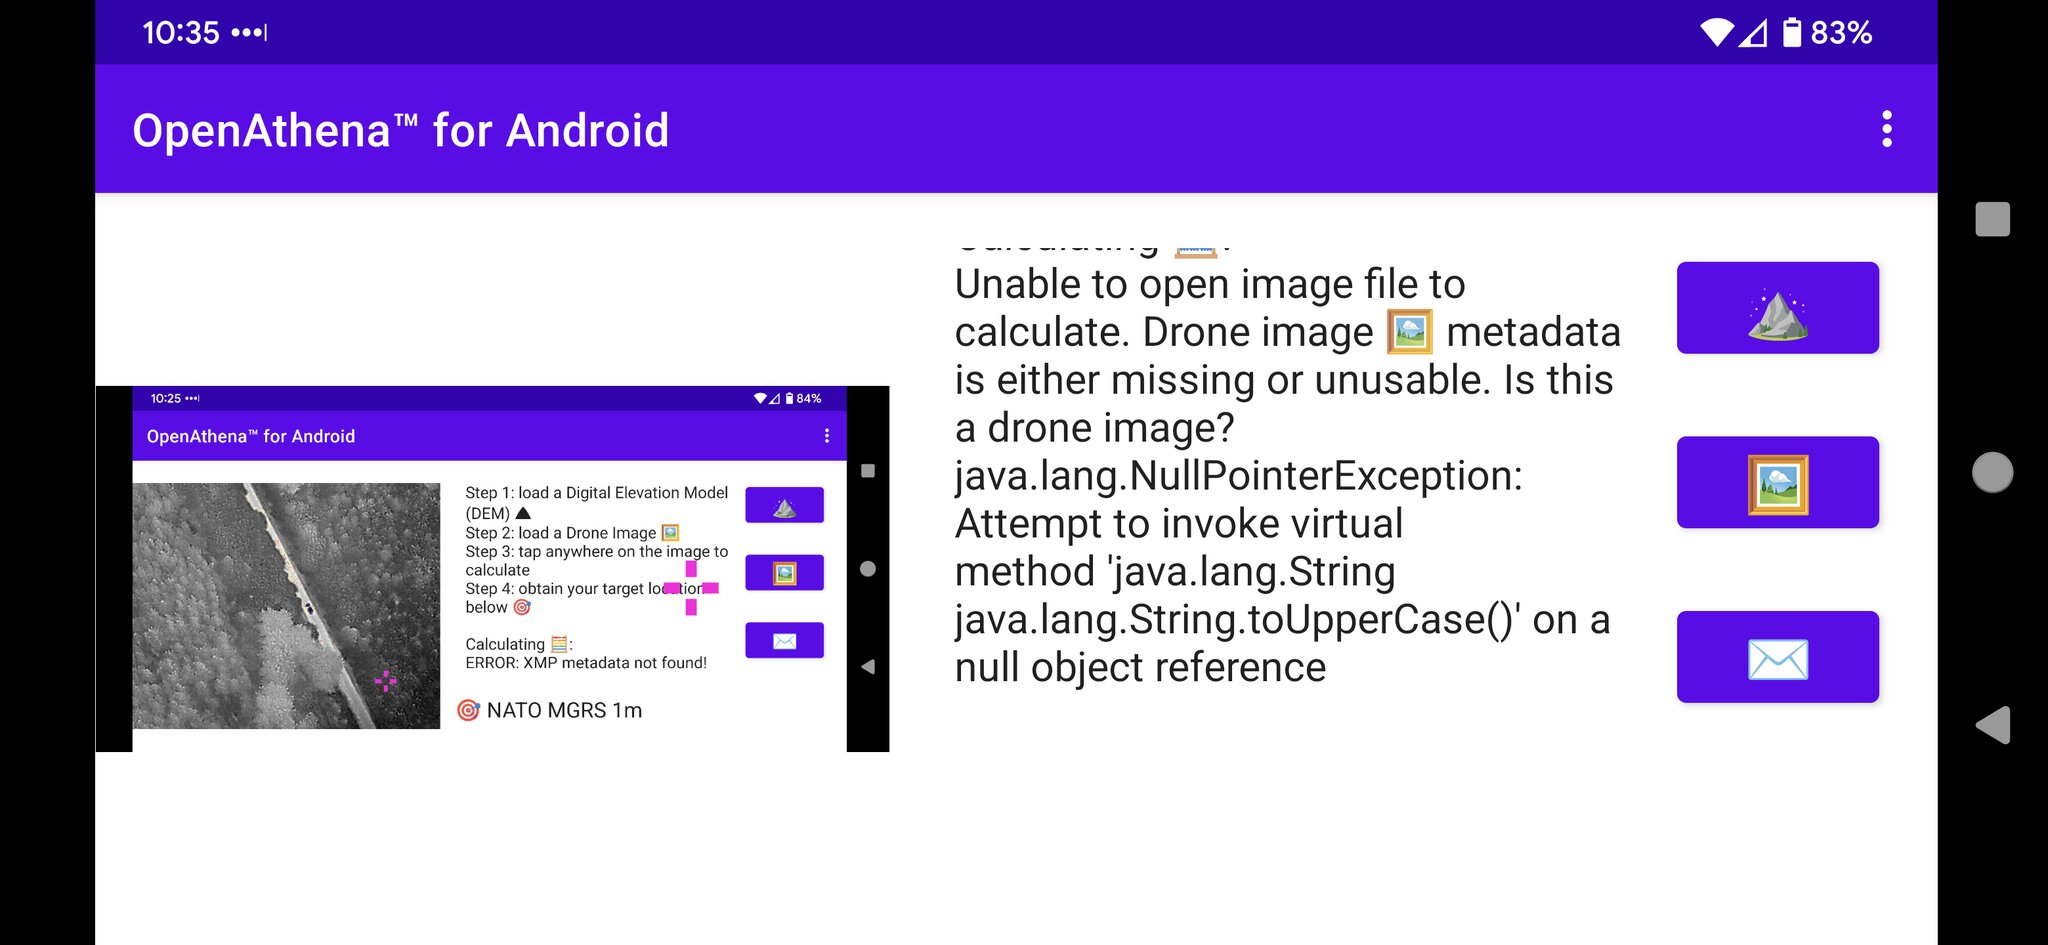 10:35
83%
OpenAthena™ for Android
10:25
84%
OpenAthena™ for Android
Step 1: load a Digital Elevation Model
(DEM)
Step 2: load a Drone Image
Step 3: tap anywhere on the image to
calculate
Step 4: obtain your target location
below
Calculating 🧮:
ERROR: XMP metadata not found!
🎯 NATO MGRS 1m
Calculating 🧮:
Unable to open image file to
calculate. Drone image 🖼️ metadata
is either missing or unusable. Is this
a drone image?
java.lang.NullPointerException:
Attempt to invoke virtual
method 'java.lang.String
java.lang.String.toUpperCase()' on a
null object reference